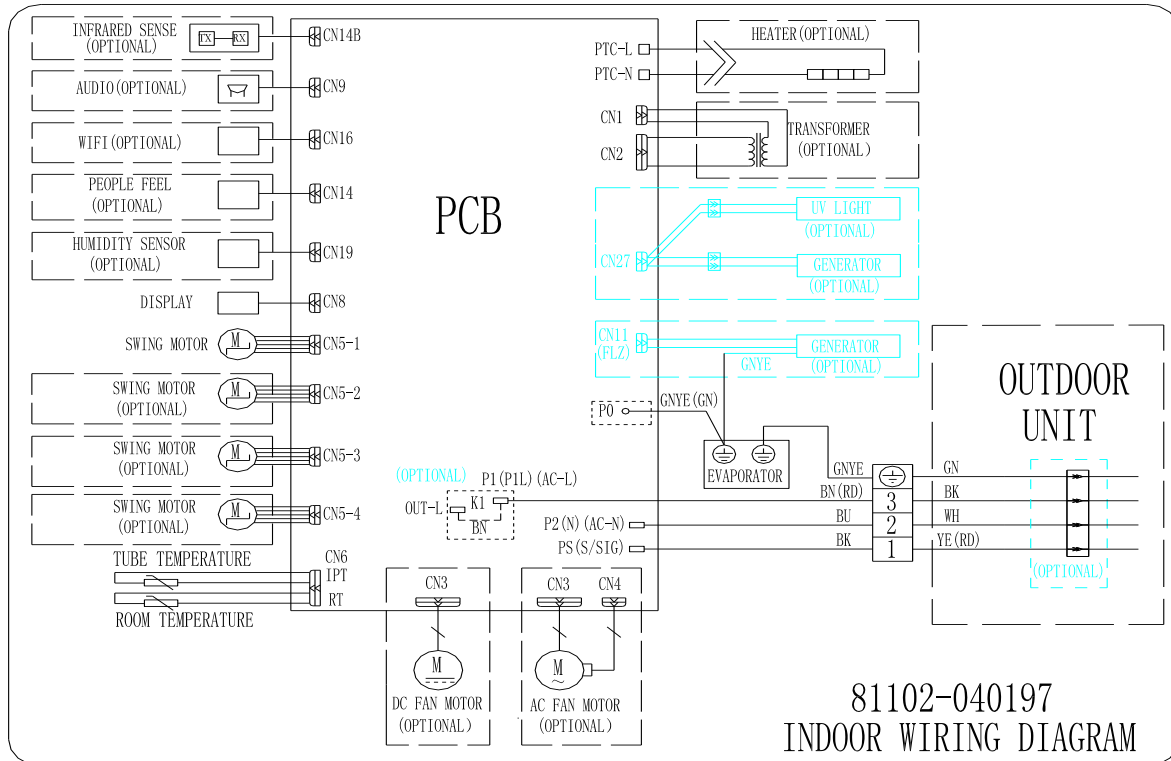 INFRARED SENSE
(OPTIONAL)
TX
RX
CN14B
AUDIO(OPTIONAL)
CN9
WIFI(OPTIONAL)
CN16
PEOPLE FEEL
(OPTIONAL)
CN14
HUMIDITY SENSOR
(OPTIONAL)
CN19
DISPLAY
CN8
SWING MOTOR
M
CN5-1
SWING MOTOR
(OPTIONAL)
M
CN5-2
SWING MOTOR
(OPTIONAL)
M
CN5-3
SWING MOTOR
(OPTIONAL)
M
CN5-4
TUBE TEMPERATURE
CN6
IPT
RT
ROOM TEMPERATURE
PCB
PTC-L
PTC-N
HEATER(OPTIONAL)
CN1
CN2
TRANSFORMER
(OPTIONAL)
CN27
UV LIGHT
(OPTIONAL)
GENERATOR
(OPTIONAL)
CN11
(FLZ)
GENERATOR
(OPTIONAL)
GNYE
P0
GNYE(GN)
EVAPORATOR
(OPTIONAL)
P1(P1L)(AC-L)
OUT-L
K1
BN
P2(N)(AC-N)
PS(S/SIG)
GNYE
BN(RD)
BU
BK
3
2
1
GN
BK
WH
YE(RD)
OUTDOOR
UNIT
(OPTIONAL)
CN3
M
DC FAN MOTOR
(OPTIONAL)
CN3
CN4
M
~
AC FAN MOTOR
(OPTIONAL)
81102-040197
INDOOR WIRING DIAGRAM